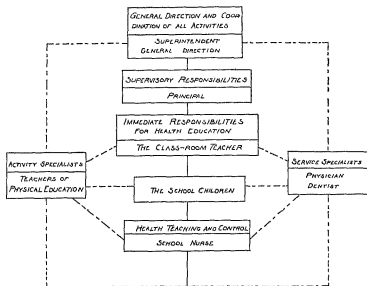 GENERAL DIRECTION AND COOR-
DINATION OF ALL ACTIVITIES
SUPERINTENDENT
GENERAL DIRECTION
SUPERVISORY RESPONSIBILITIES
PRINCIPAL
IMMEDIATE RESPONSIBILITIES
FOR HEALTH EDUCATION
THE CLASS-ROOM TEACHER
ACTIVITY SPECIALISTS
TEACHERS OF
PHYSICAL EDUCATION
SERVICE SPECIALISTS
PHYSICIAN
DENTIST
THE SCHOOL CHILDREN
HEALTH TEACHING AND CONTROL
SCHOOL NURSE